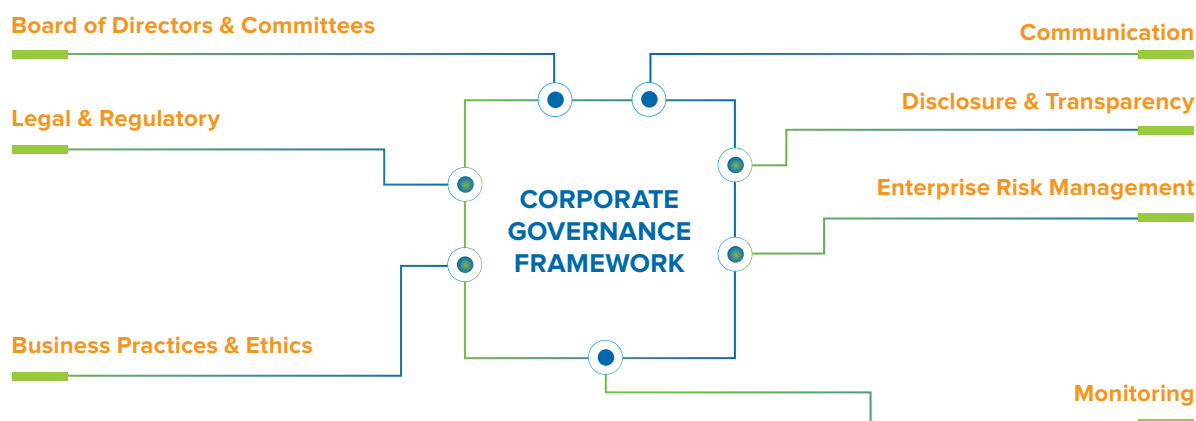 Board of Directors & Committees
Communication
Disclosure & Transparency
Legal & Regulatory
Enterprise Risk Management
CORPORATE
GOVERNANCE
FRAMEWORK
Business Practices & Ethics
Monitoring